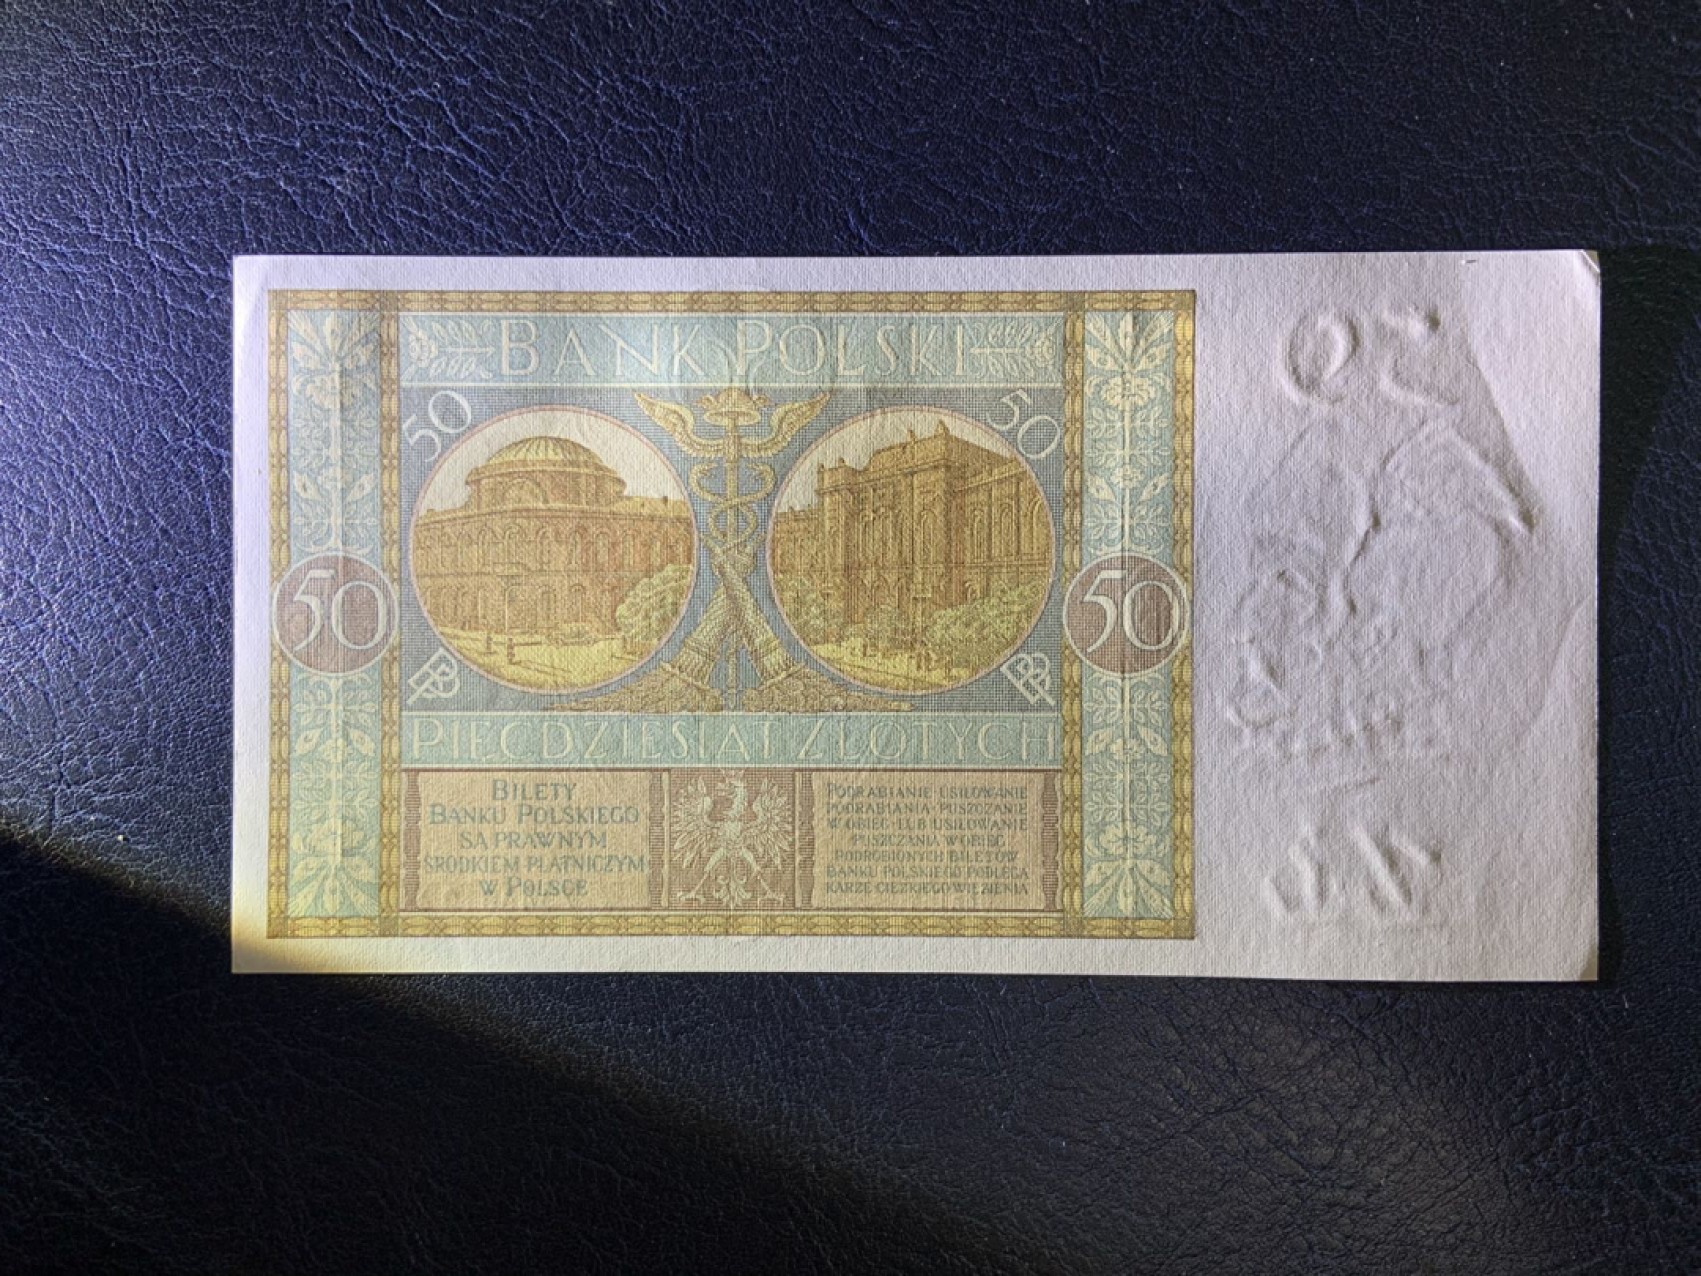 BANK POLSKI
50
50
50
50
PIĘĆDZIESIĄT ZŁOTYCH
BILETY
BANKU POLSKIEGO
SĄ PRAWNYM
ŚRODKIEM PŁATNICZYM
W POLSCE
PODRABIANIE USIŁOWANIE
PODRABIANIA·PUSZCZANIE
W OBIEG·LUB USIŁOWANIE
PUSZCZANIA W OBIEG
PODROBIONYCH BILETÓW
BANKU POLSKIEGO PODLEGA
KARZE CIĘŻKIEGO WIĘZIENIA